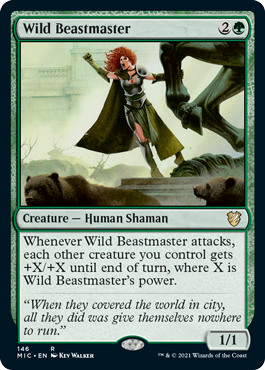 Wild Beastmaster 2
Creature — Human Shaman
Whenever Wild Beastmaster attacks,
each other creature you control gets
+X/+X until end of turn, where X is
Wild Beastmaster's power.
"When they covered the world in city,
all they did was give themselves nowhere
to run."
1/1
146 R
MIC • EN Key Walker
™ & © 2021 Wizards of the Coast